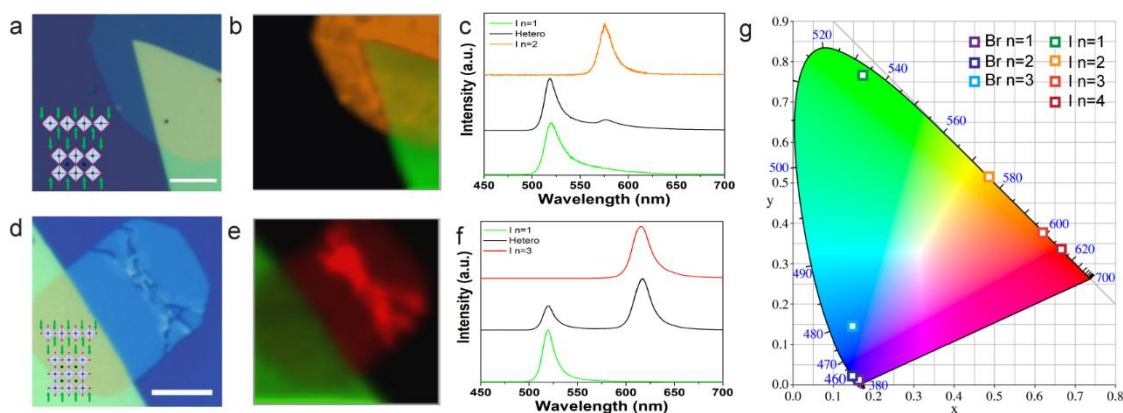 a
b
c
I n=1
Hetero
I n=2
Intensity (a.u.)
450 500 550 600 650 700
Wavelength (nm)
d
e
f
I n=1
Hetero
I n=3
Intensity (a.u.)
450 500 550 600 650 700
Wavelength (nm)
g
Br n=1
Br n=2
Br n=3
I n=1
I n=2
I n=3
I n=4
0.9
0.8
0.7
0.6
0.5
y
0.4
0.3
0.2
0.1
0.0
0.0 0.1 0.2 0.3 0.4 0.5 0.6 0.7 0.8
x
520
540
560
500
580
600
620
490
700
480
470
460
380